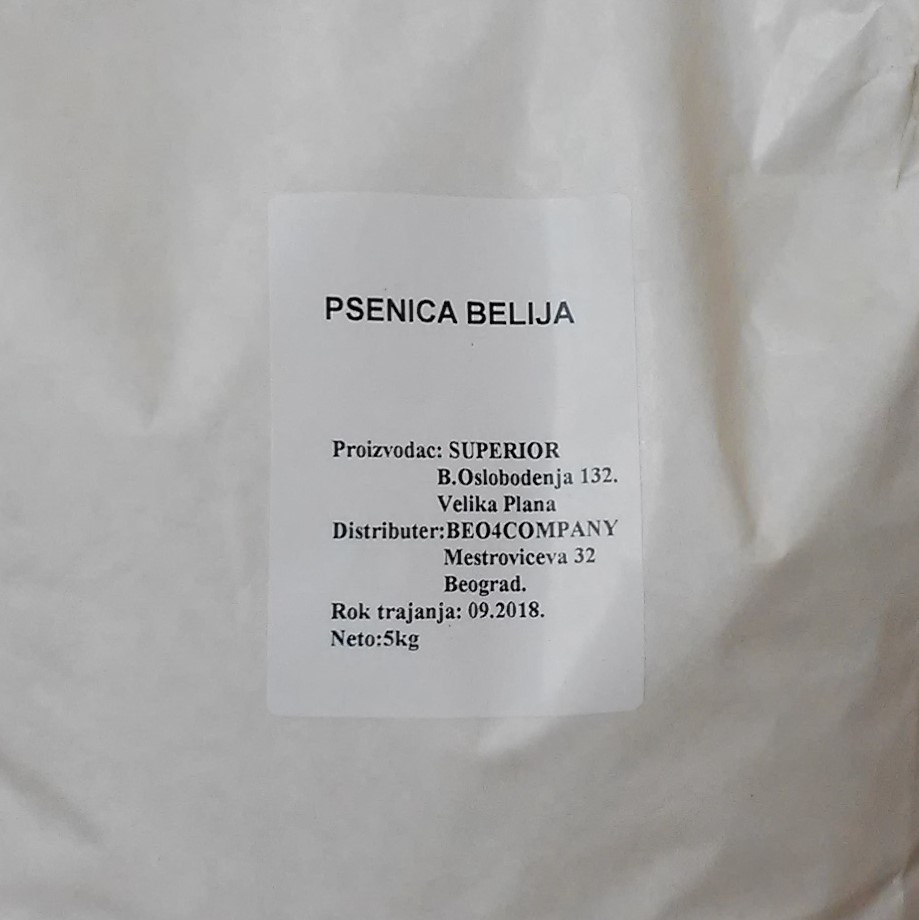 PSENICA BELIJA
Proizvodac: SUPERIOR
B.Oslobodenja 132.
Velika Plana
Distributer:BEO4COMPANY
Mestroviceva 32
Beograd.
Rok trajanja: 09.2018.
Neto:5kg